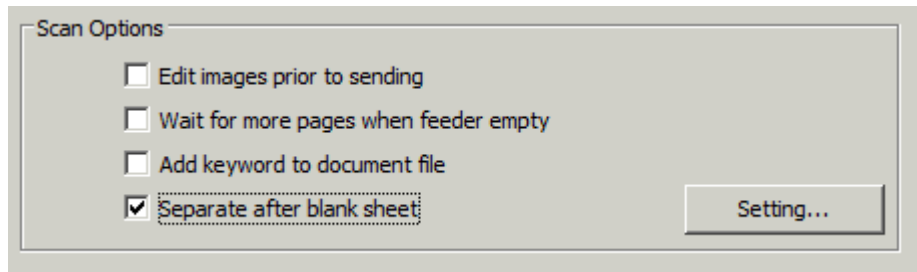 Scan Options
Edit images prior to sending
Wait for more pages when feeder empty
Add keyword to document file
Separate after blank sheet
Setting...